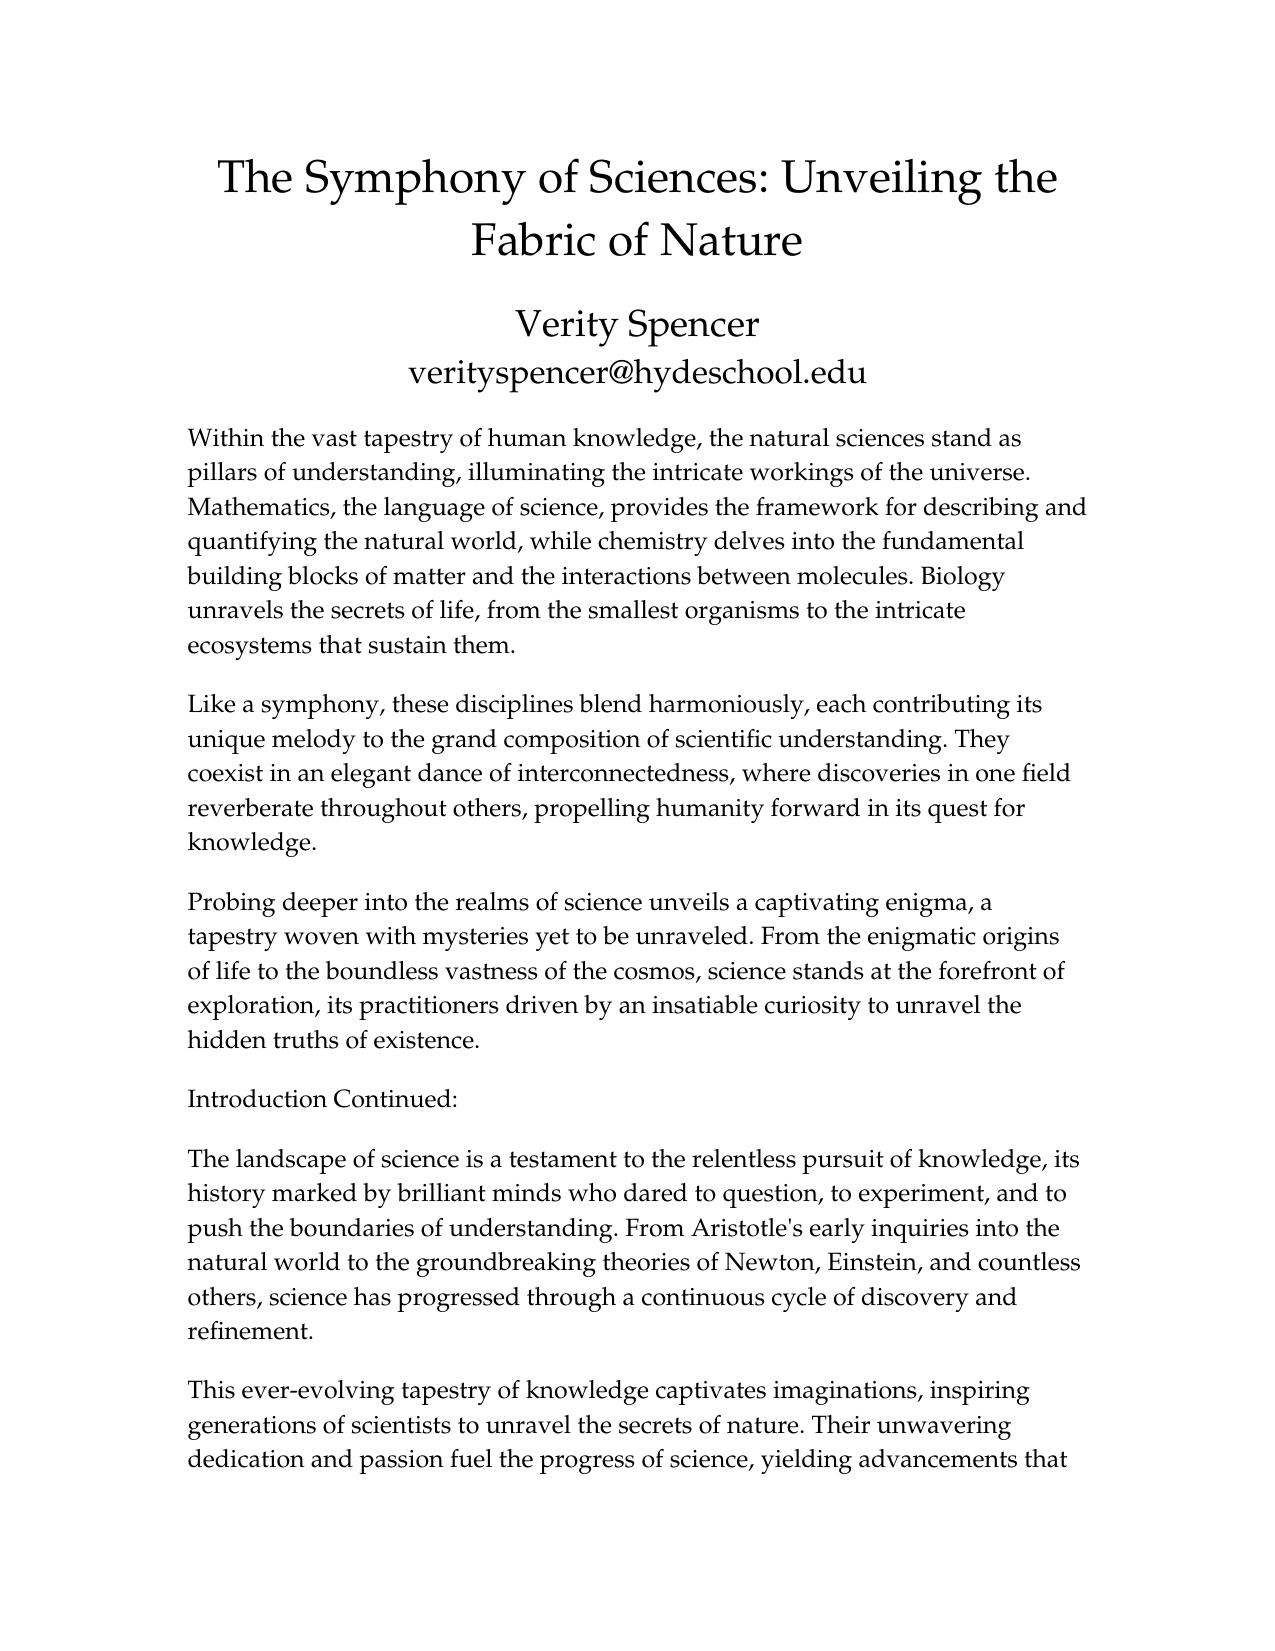 The Symphony of Sciences: Unveiling the
Fabric of Nature
Verity Spencer
verityspencer@hydeschool.edu
Within the vast tapestry of human knowledge, the natural sciences stand as
pillars of understanding, illuminating the intricate workings of the universe.
Mathematics, the language of science, provides the framework for describing and
quantifying the natural world, while chemistry delves into the fundamental
building blocks of matter and the interactions between molecules. Biology
unravels the secrets of life, from the smallest organisms to the intricate
ecosystems that sustain them.
Like a symphony, these disciplines blend harmoniously, each contributing its
unique melody to the grand composition of scientific understanding. They
coexist in an elegant dance of interconnectedness, where discoveries in one field
reverberate throughout others, propelling humanity forward in its quest for
knowledge.
Probing deeper into the realms of science unveils a captivating enigma, a
tapestry woven with mysteries yet to be unraveled. From the enigmatic origins
of life to the boundless vastness of the cosmos, science stands at the forefront of
exploration, its practitioners driven by an insatiable curiosity to unravel the
hidden truths of existence.
Introduction Continued:
The landscape of science is a testament to the relentless pursuit of knowledge, its
history marked by brilliant minds who dared to question, to experiment, and to
push the boundaries of understanding. From Aristotle's early inquiries into the
natural world to the groundbreaking theories of Newton, Einstein, and countless
others, science has progressed through a continuous cycle of discovery and
refinement.
This ever-evolving tapestry of knowledge captivates imaginations, inspiring
generations of scientists to unravel the secrets of nature. Their unwavering
dedication and passion fuel the progress of science, yielding advancements that